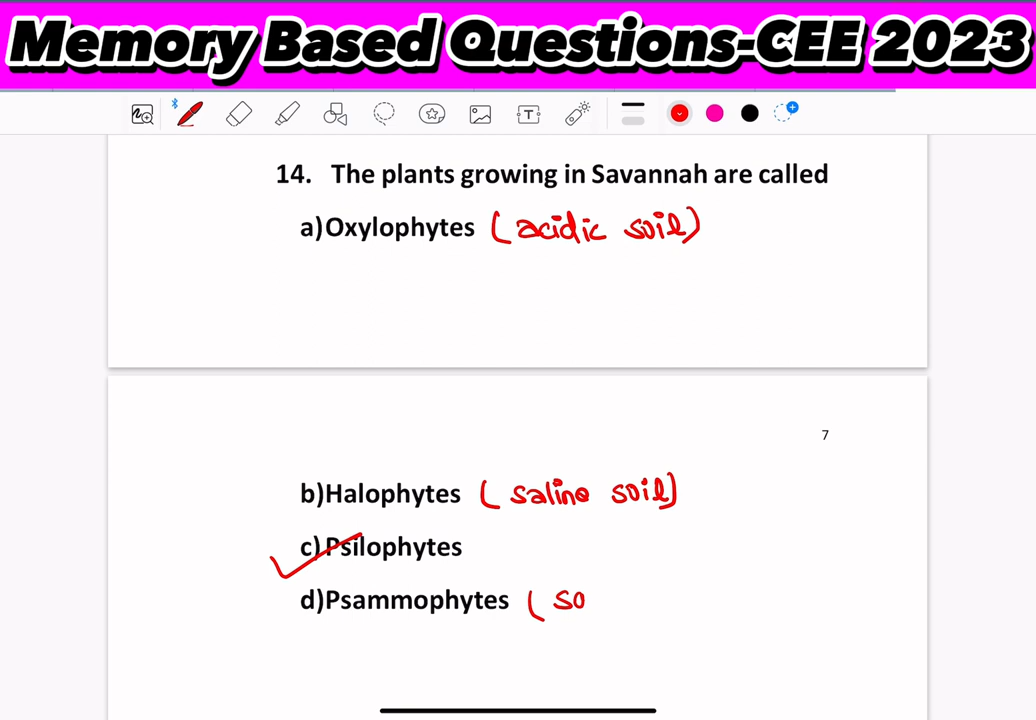 Memory Based Questions-CEE 2023
14. The plants growing in Savannah are called
a)Oxylophytes (acidic soil)
7
b)Halophytes (saline soil)
c)Psilophytes
d)Psammophytes (so